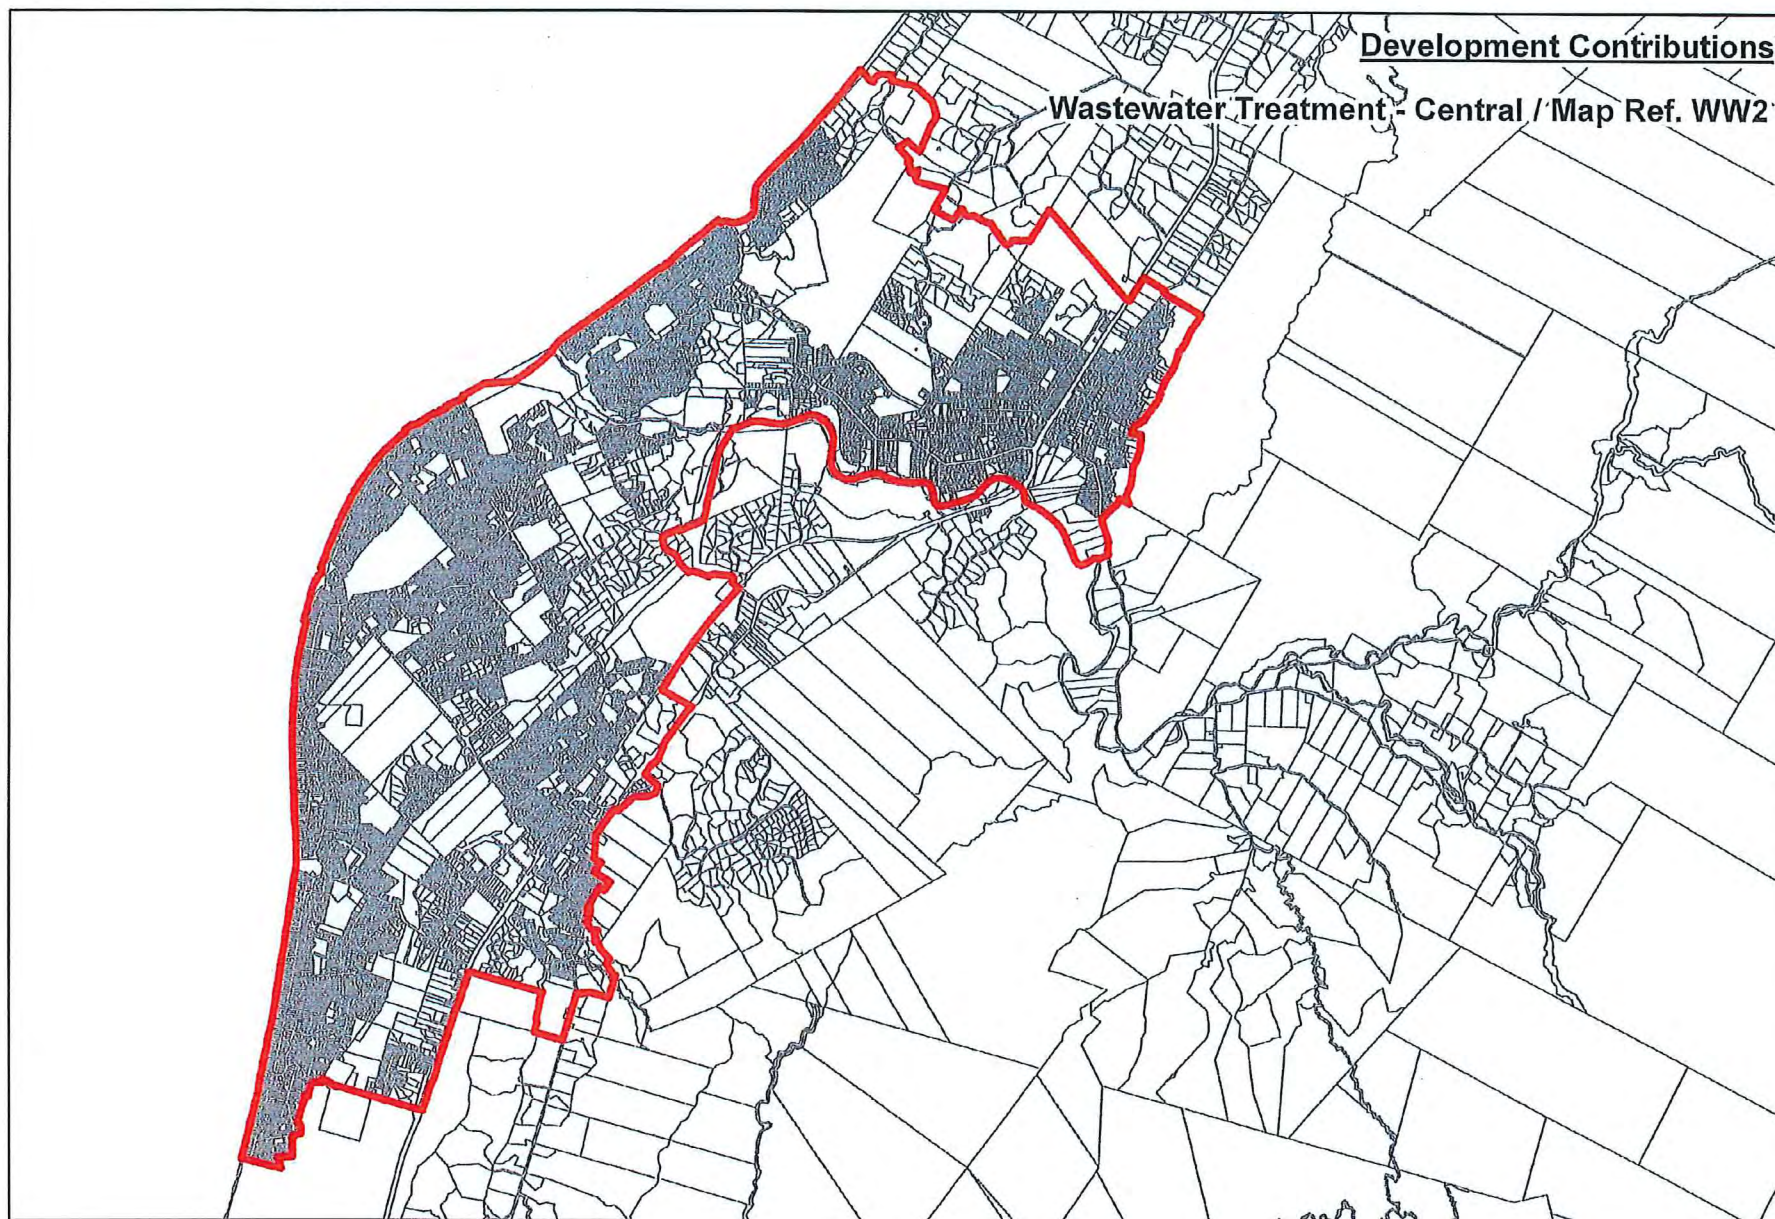 Development Contributions
Wastewater Treatment - Central / Map Ref. WW2